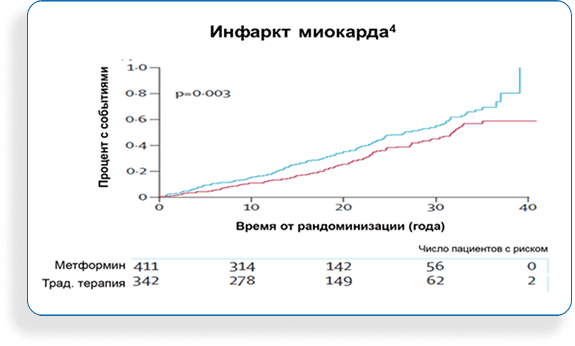 Инфаркт миокарда⁴
Процент с событиями
1·0
0·8
0·6
0·4
0·2
0
p=0·003
0 10 20 30 40
Время от рандоминизации (года)
Число пациентов с риском
Метформин 411 314 142 56 0
Трад. терапия 342 278 149 62 2